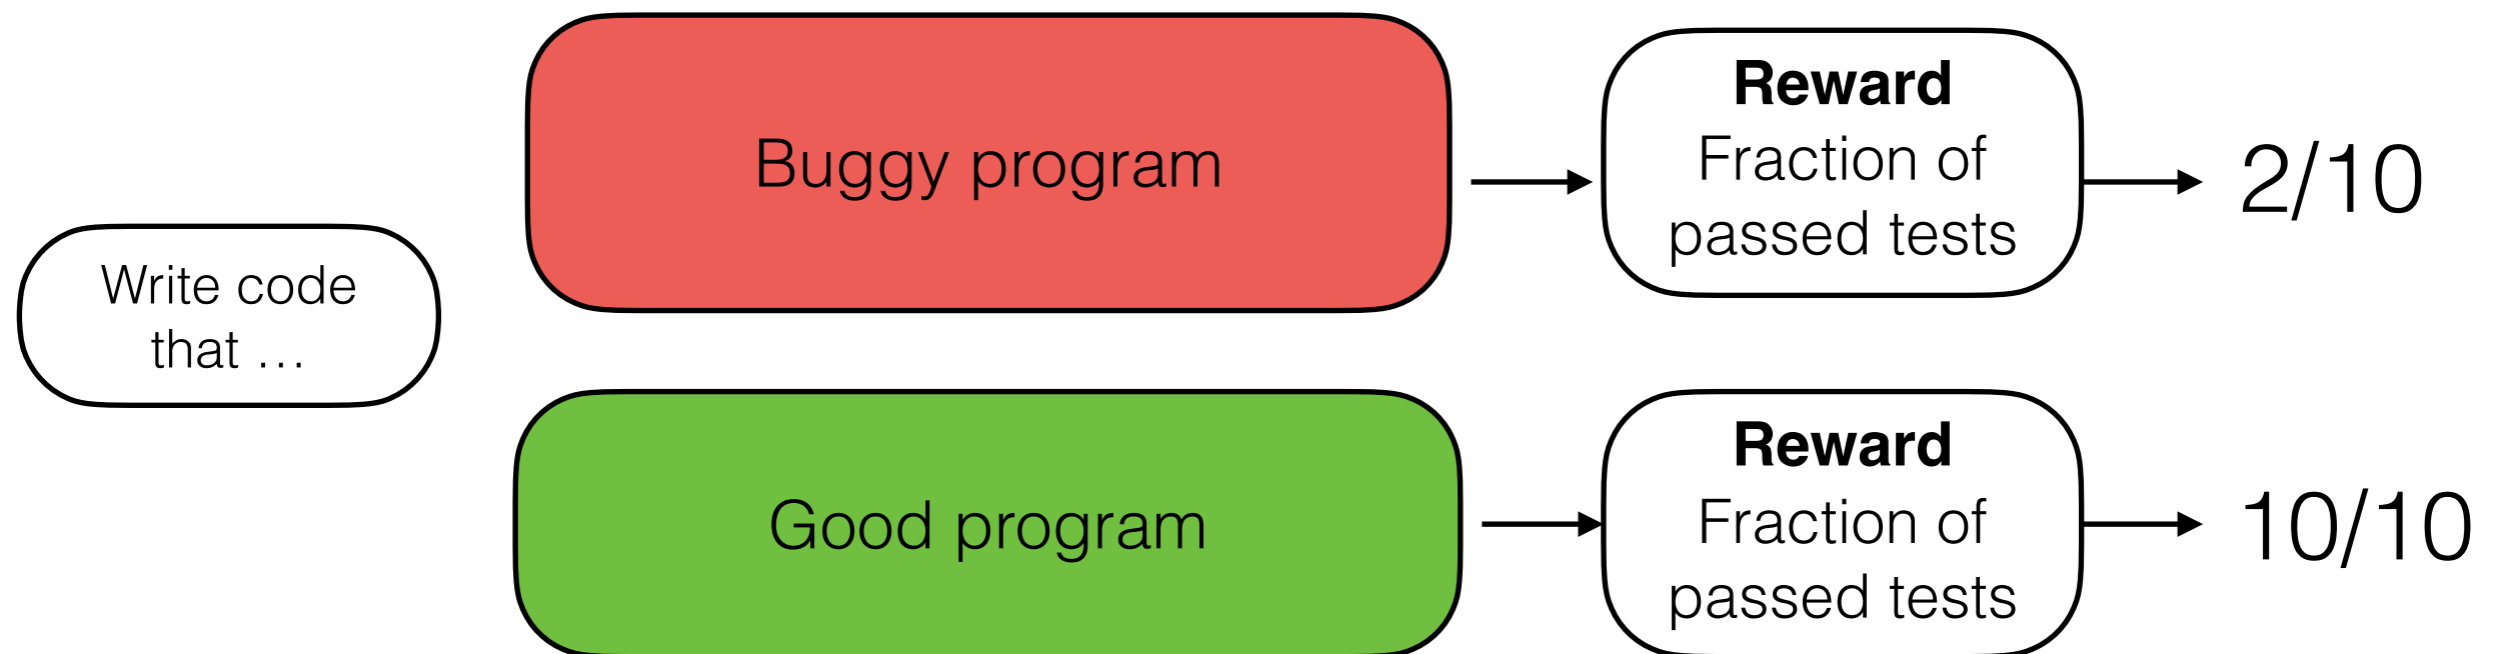 Write code
that …
Buggy program
Reward
Fraction of
passed tests
2/10
Good program
Reward
Fraction of
passed tests
10/10